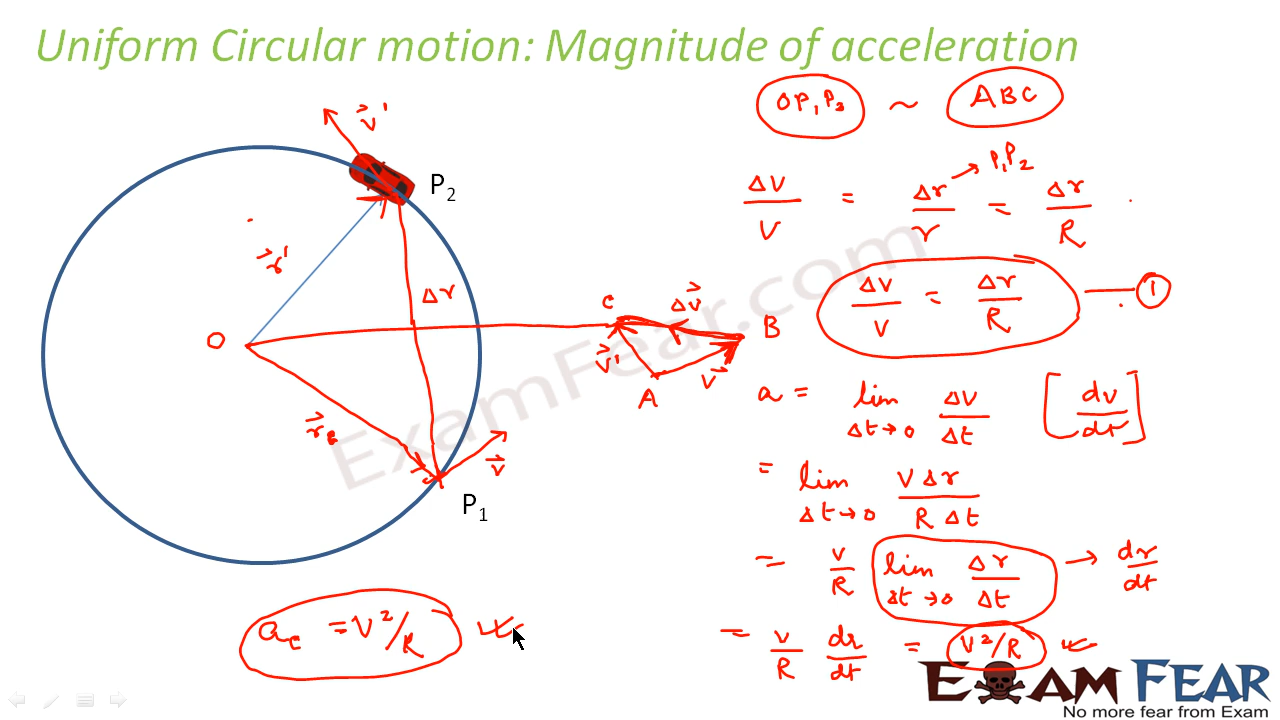 Uniform Circular motion: Magnitude of acceleration
OP₁P₂ ~ ABC
ΔV/V = Δr/r → P₁P₂ = Δr/R
ΔV/V = Δr/R — ①
a = lim Δt→0 ΔV/Δt [dv/dt]
= lim Δt→0 VΔr/RΔt
= V/R lim Δt→0 Δr/Δt → dr/dt
= V/R dr/dt = V²/R
v⃗'
P₂
r⃗'
Δr
O
v⃗
P₁
C
Δv⃗
B
v⃗'
v⃗
A
a꜀ = V²/R
ExamFear.com
EXAM FEAR
No more fear from Exam